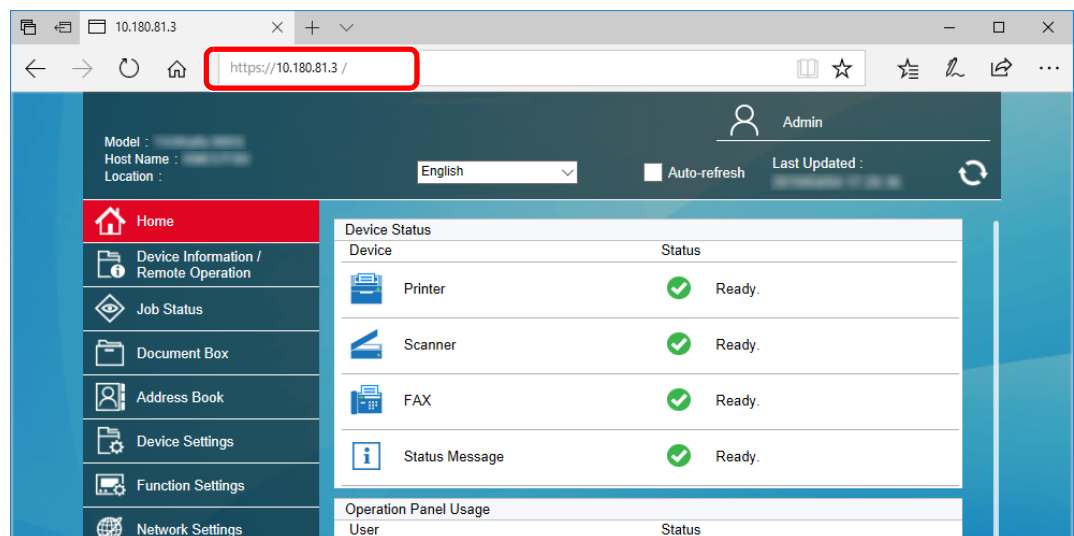 10.180.81.3
https://10.180.81.3 /
Admin
Model :
Host Name :
Location :
English
Auto-refresh
Last Updated :
Home
Device Information /
Remote Operation
Job Status
Document Box
Address Book
Device Settings
Function Settings
Network Settings
Device Status
Device Status
Printer Ready.
Scanner Ready.
FAX Ready.
Status Message Ready.
Operation Panel Usage
User Status